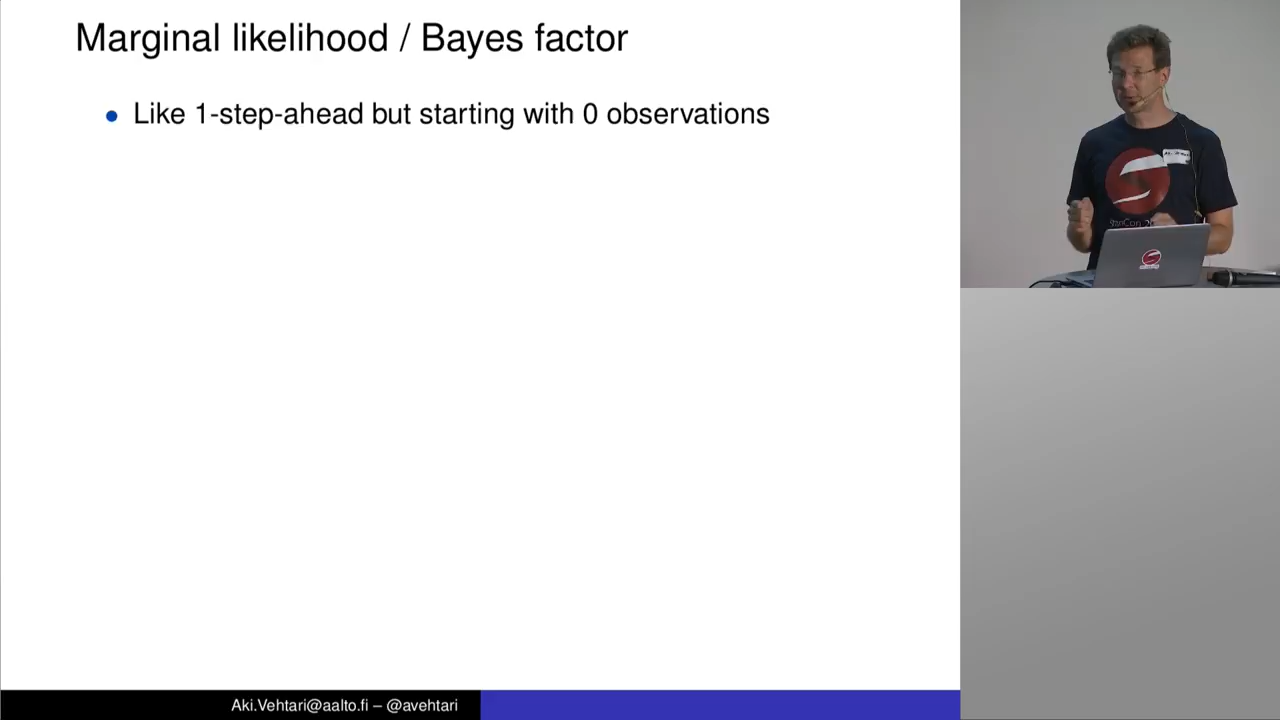 Marginal likelihood / Bayes factor
Like 1-step-ahead but starting with 0 observations
Aki.Vehtari@aalto.fi – @avehtari